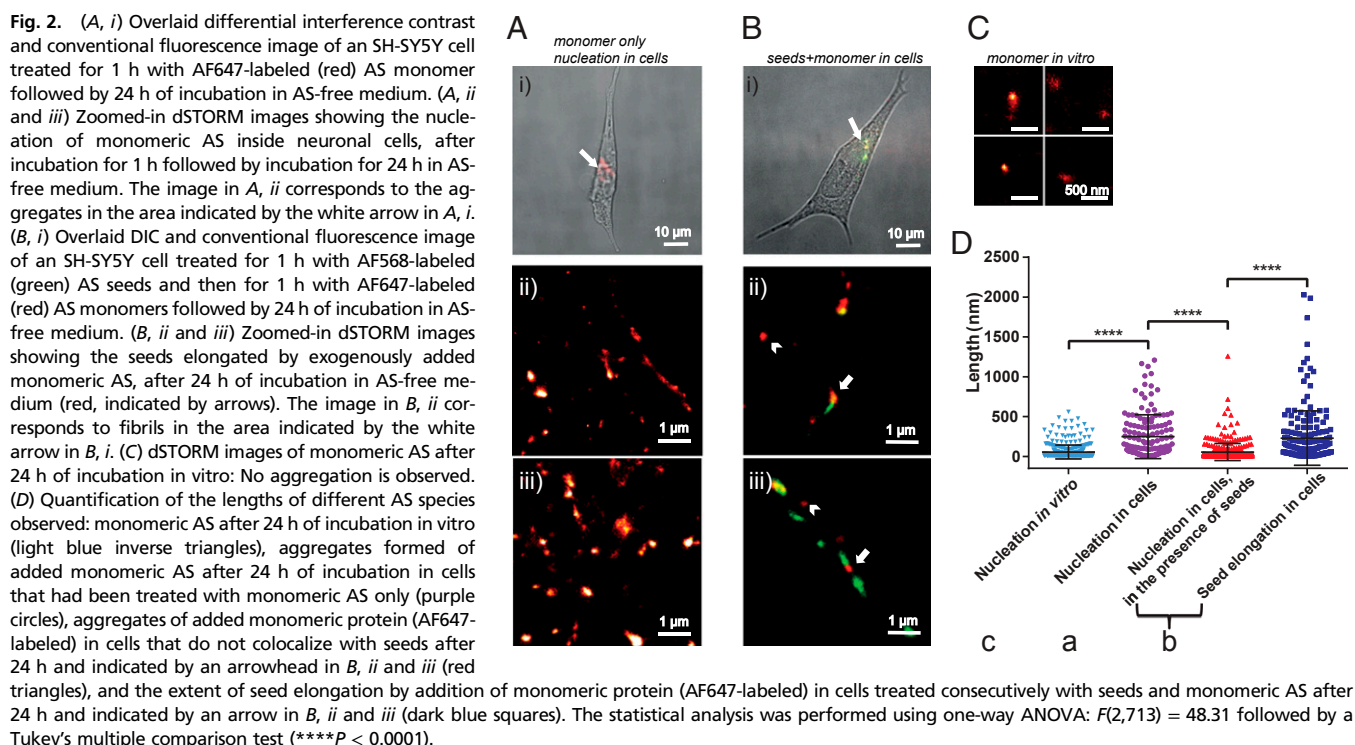 Fig. 2. (A, i) Overlaid differential interference contrast
and conventional fluorescence image of an SH-SY5Y cell
treated for 1 h with AF647-labeled (red) AS monomer
followed by 24 h of incubation in AS-free medium. (A, ii
and iii) Zoomed-in dSTORM images showing the nucle-
ation of monomeric AS inside neuronal cells, after
incubation for 1 h followed by incubation for 24 h in AS-
free medium. The image in A, ii corresponds to the ag-
gregates in the area indicated by the white arrow in A, i.
(B, i) Overlaid DIC and conventional fluorescence image
of an SH-SY5Y cell treated for 1 h with AF568-labeled
(green) AS seeds and then for 1 h with AF647-labeled
(red) AS monomers followed by 24 h of incubation in AS-
free medium. (B, ii and iii) Zoomed-in dSTORM images
showing the seeds elongated by exogenously added
monomeric AS, after 24 h of incubation in AS-free me-
dium (red, indicated by arrows). The image in B, ii cor-
responds to fibrils in the area indicated by the white
arrow in B, i. (C) dSTORM images of monomeric AS after
24 h of incubation in vitro: No aggregation is observed.
(D) Quantification of the lengths of different AS species
observed: monomeric AS after 24 h of incubation in vitro
(light blue inverse triangles), aggregates formed of
added monomeric AS after 24 h of incubation in cells
that had been treated with monomeric AS only (purple
circles), aggregates of added monomeric protein (AF647-
labeled) in cells that do not colocalize with seeds after
24 h and indicated by an arrowhead in B, ii and iii (red
triangles), and the extent of seed elongation by addition of monomeric protein (AF647-labeled) in cells treated consecutively with seeds and monomeric AS after
24 h and indicated by an arrow in B, ii and iii (dark blue squares). The statistical analysis was performed using one-way ANOVA: F(2,713) = 48.31 followed by a
Tukey's multiple comparison test (****P < 0.0001).
A
monomer only
nucleation in cells
i)
10 µm
ii)
1 µm
iii)
1 µm
B
seeds+monomer in cells
i)
10 µm
ii)
1 µm
iii)
1 µm
C
monomer in vitro
500 nm
D
Length (nm)
2500
2000
1500
1000
500
0
****
****
****
Nucleation in vitro
Nucleation in cells
Nucleation in cells,
in the presence of seeds
Seed elongation in cells
c a b